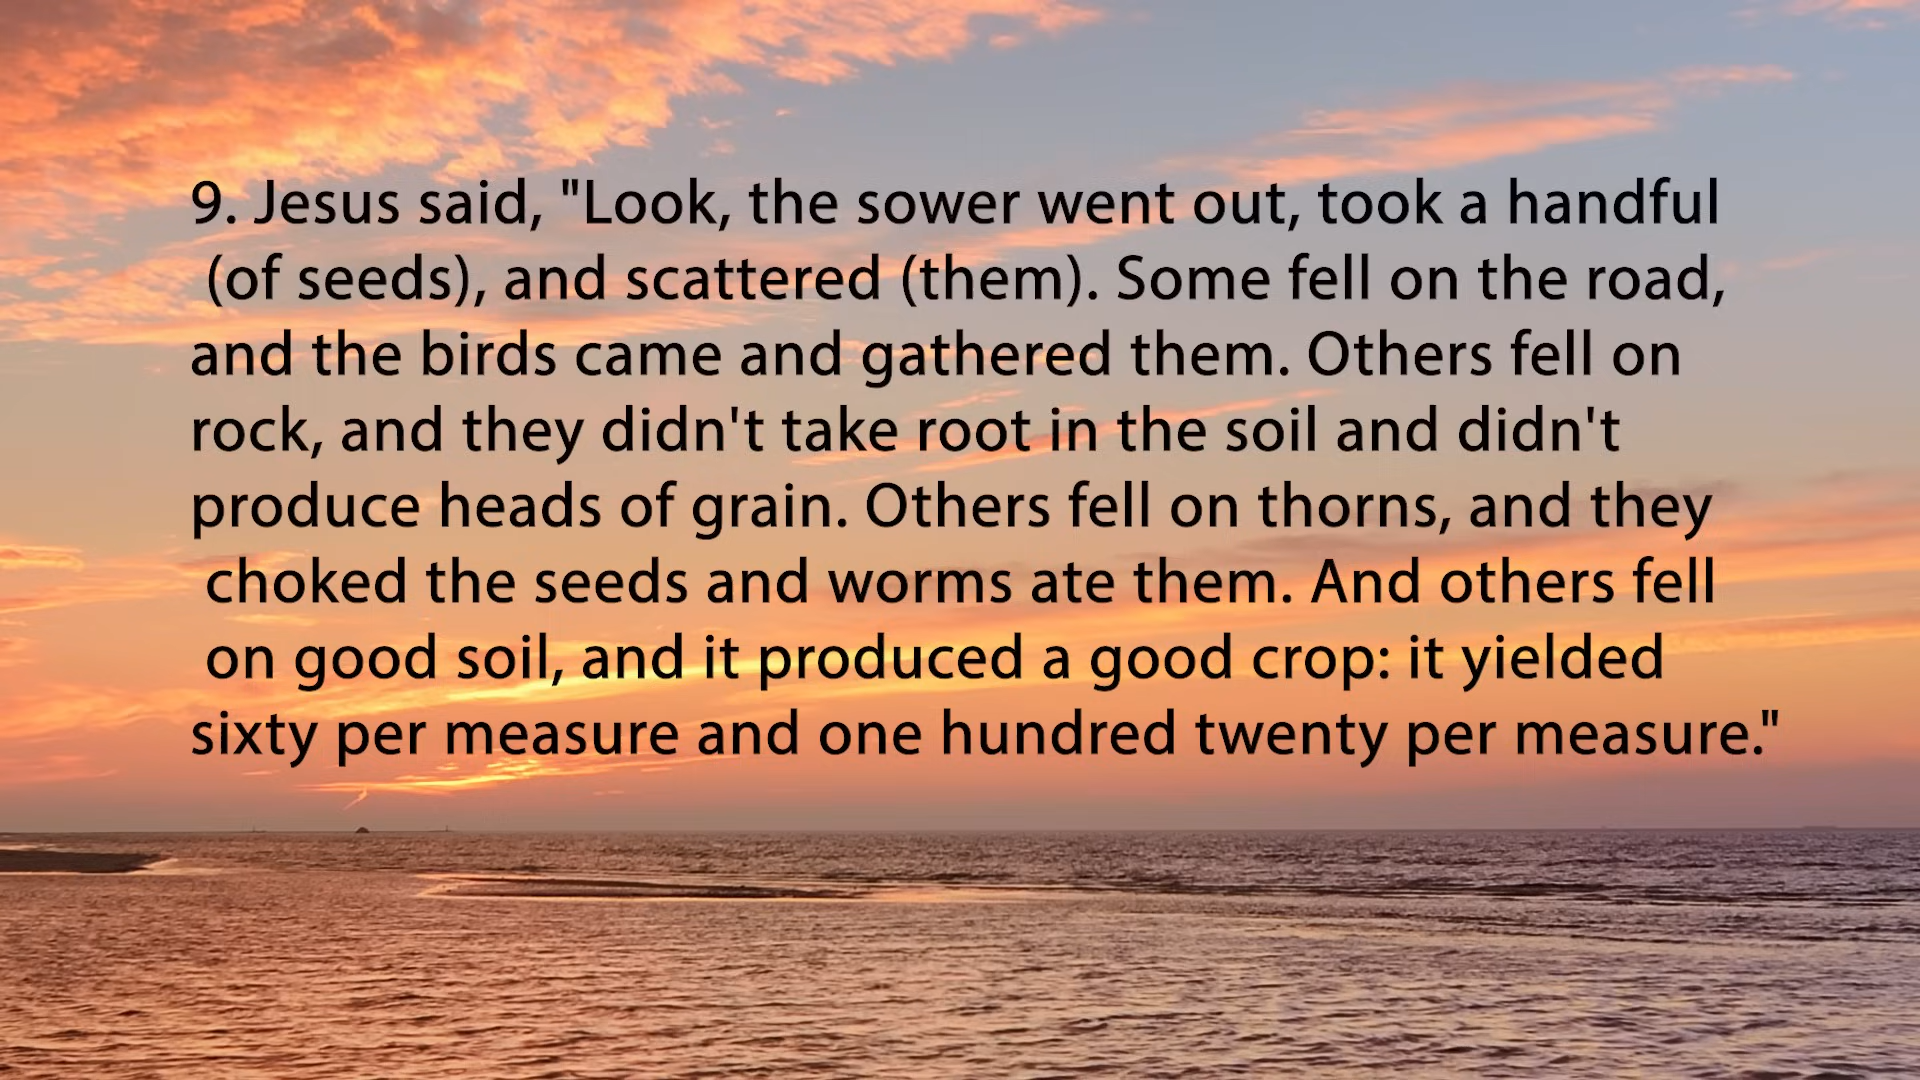 9. Jesus said, "Look, the sower went out, took a handful
(of seeds), and scattered (them). Some fell on the road,
and the birds came and gathered them. Others fell on
rock, and they didn't take root in the soil and didn't
produce heads of grain. Others fell on thorns, and they
choked the seeds and worms ate them. And others fell
on good soil, and it produced a good crop: it yielded
sixty per measure and one hundred twenty per measure."